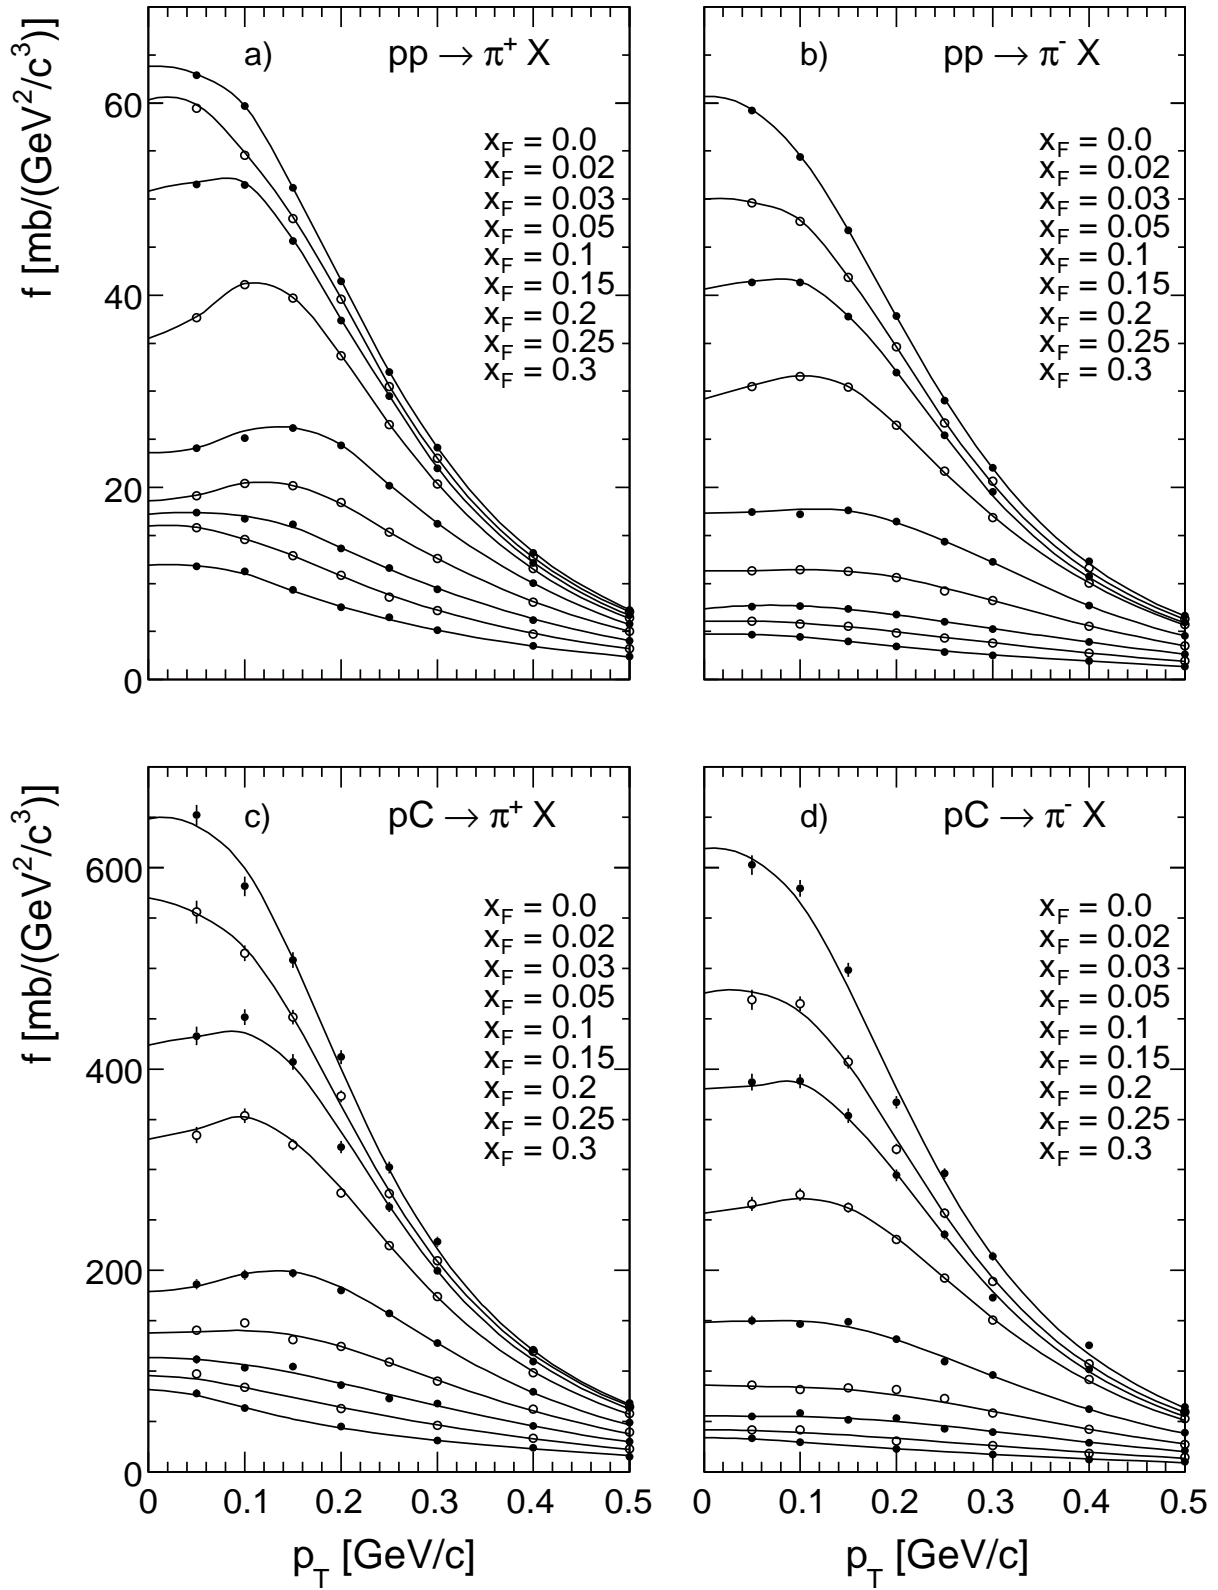 f [mb/(GeV²/c³)]
a) pp → π⁺ X
x_F = 0.0
x_F = 0.02
x_F = 0.03
x_F = 0.05
x_F = 0.1
x_F = 0.15
x_F = 0.2
x_F = 0.25
x_F = 0.3
60
40
20
0
b) pp → π⁻ X
x_F = 0.0
x_F = 0.02
x_F = 0.03
x_F = 0.05
x_F = 0.1
x_F = 0.15
x_F = 0.2
x_F = 0.25
x_F = 0.3
f [mb/(GeV²/c³)]
c) pC → π⁺ X
x_F = 0.0
x_F = 0.02
x_F = 0.03
x_F = 0.05
x_F = 0.1
x_F = 0.15
x_F = 0.2
x_F = 0.25
x_F = 0.3
600
400
200
0
0 0.1 0.2 0.3 0.4 0.5
p_T [GeV/c]
d) pC → π⁻ X
x_F = 0.0
x_F = 0.02
x_F = 0.03
x_F = 0.05
x_F = 0.1
x_F = 0.15
x_F = 0.2
x_F = 0.25
x_F = 0.3
0 0.1 0.2 0.3 0.4 0.5
p_T [GeV/c]